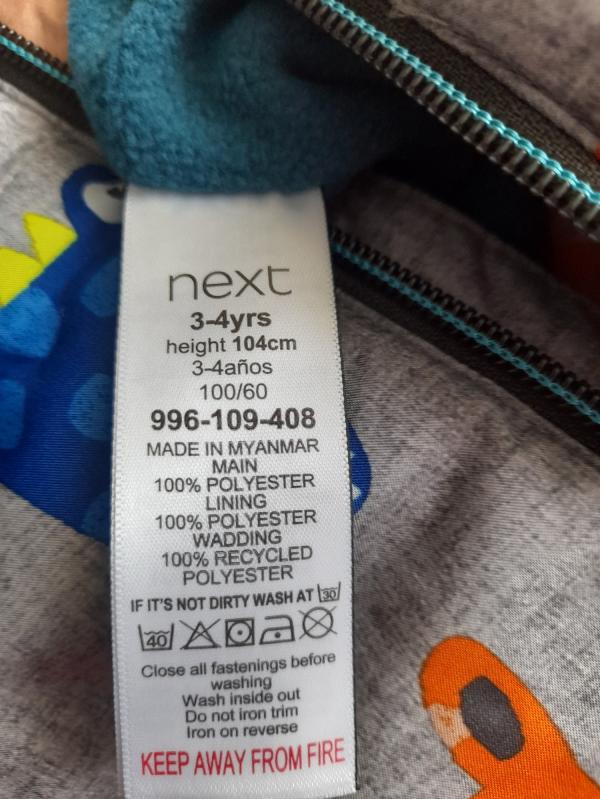 next
3-4yrs
height 104cm
3-4años
100/60
996-109-408
MADE IN MYANMAR
MAIN
100% POLYESTER
LINING
100% POLYESTER
WADDING
100% RECYCLED
POLYESTER
IF IT'S NOT DIRTY WASH AT 30
40
Close all fastenings before
washing
Wash inside out
Do not iron trim
Iron on reverse
KEEP AWAY FROM FIRE